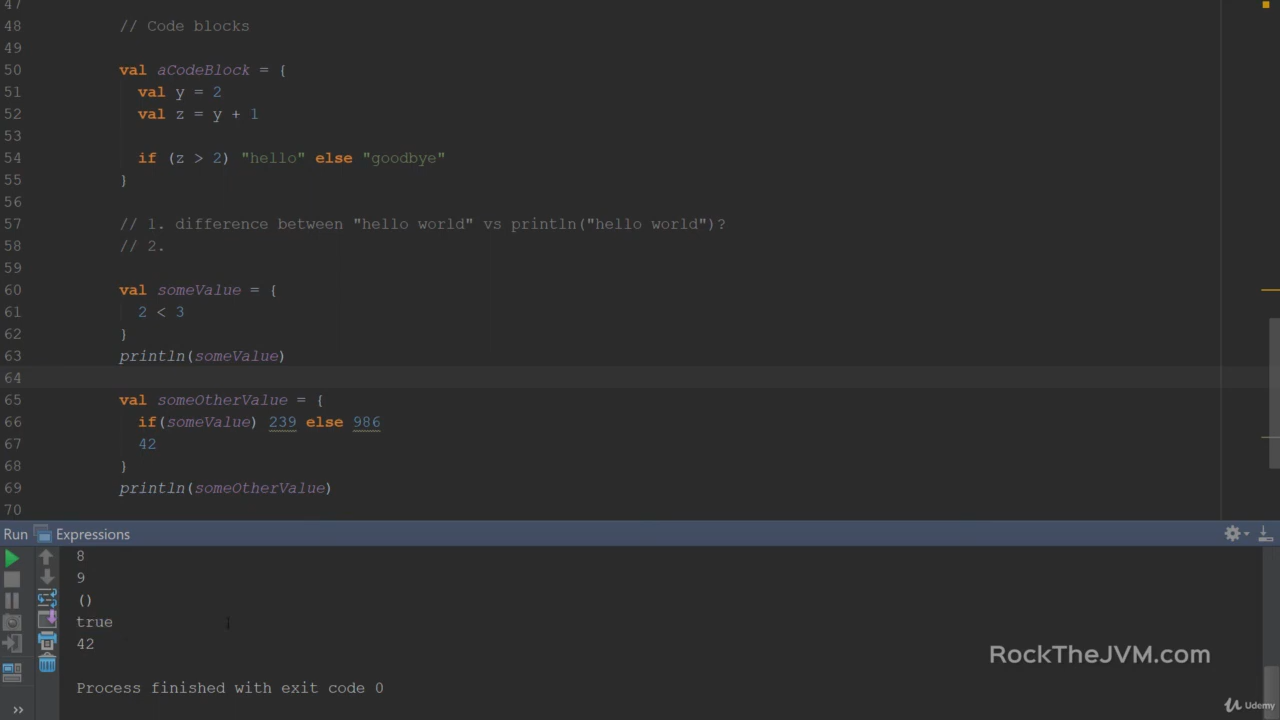 47
48 // Code blocks
49
50 val aCodeBlock = {
51 val y = 2
52 val z = y + 1
53
54 if (z > 2) "hello" else "goodbye"
55 }
56
57 // 1. difference between "hello world" vs println("hello world")?
58 // 2.
59
60 val someValue = {
61 2 < 3
62 }
63 println(someValue)
64
65 val someOtherValue = {
66 if(someValue) 239 else 986
67 42
68 }
69 println(someOtherValue)
70
Run Expressions
8
9
()
true
42
RockTheJVM.com
Process finished with exit code 0
Udemy